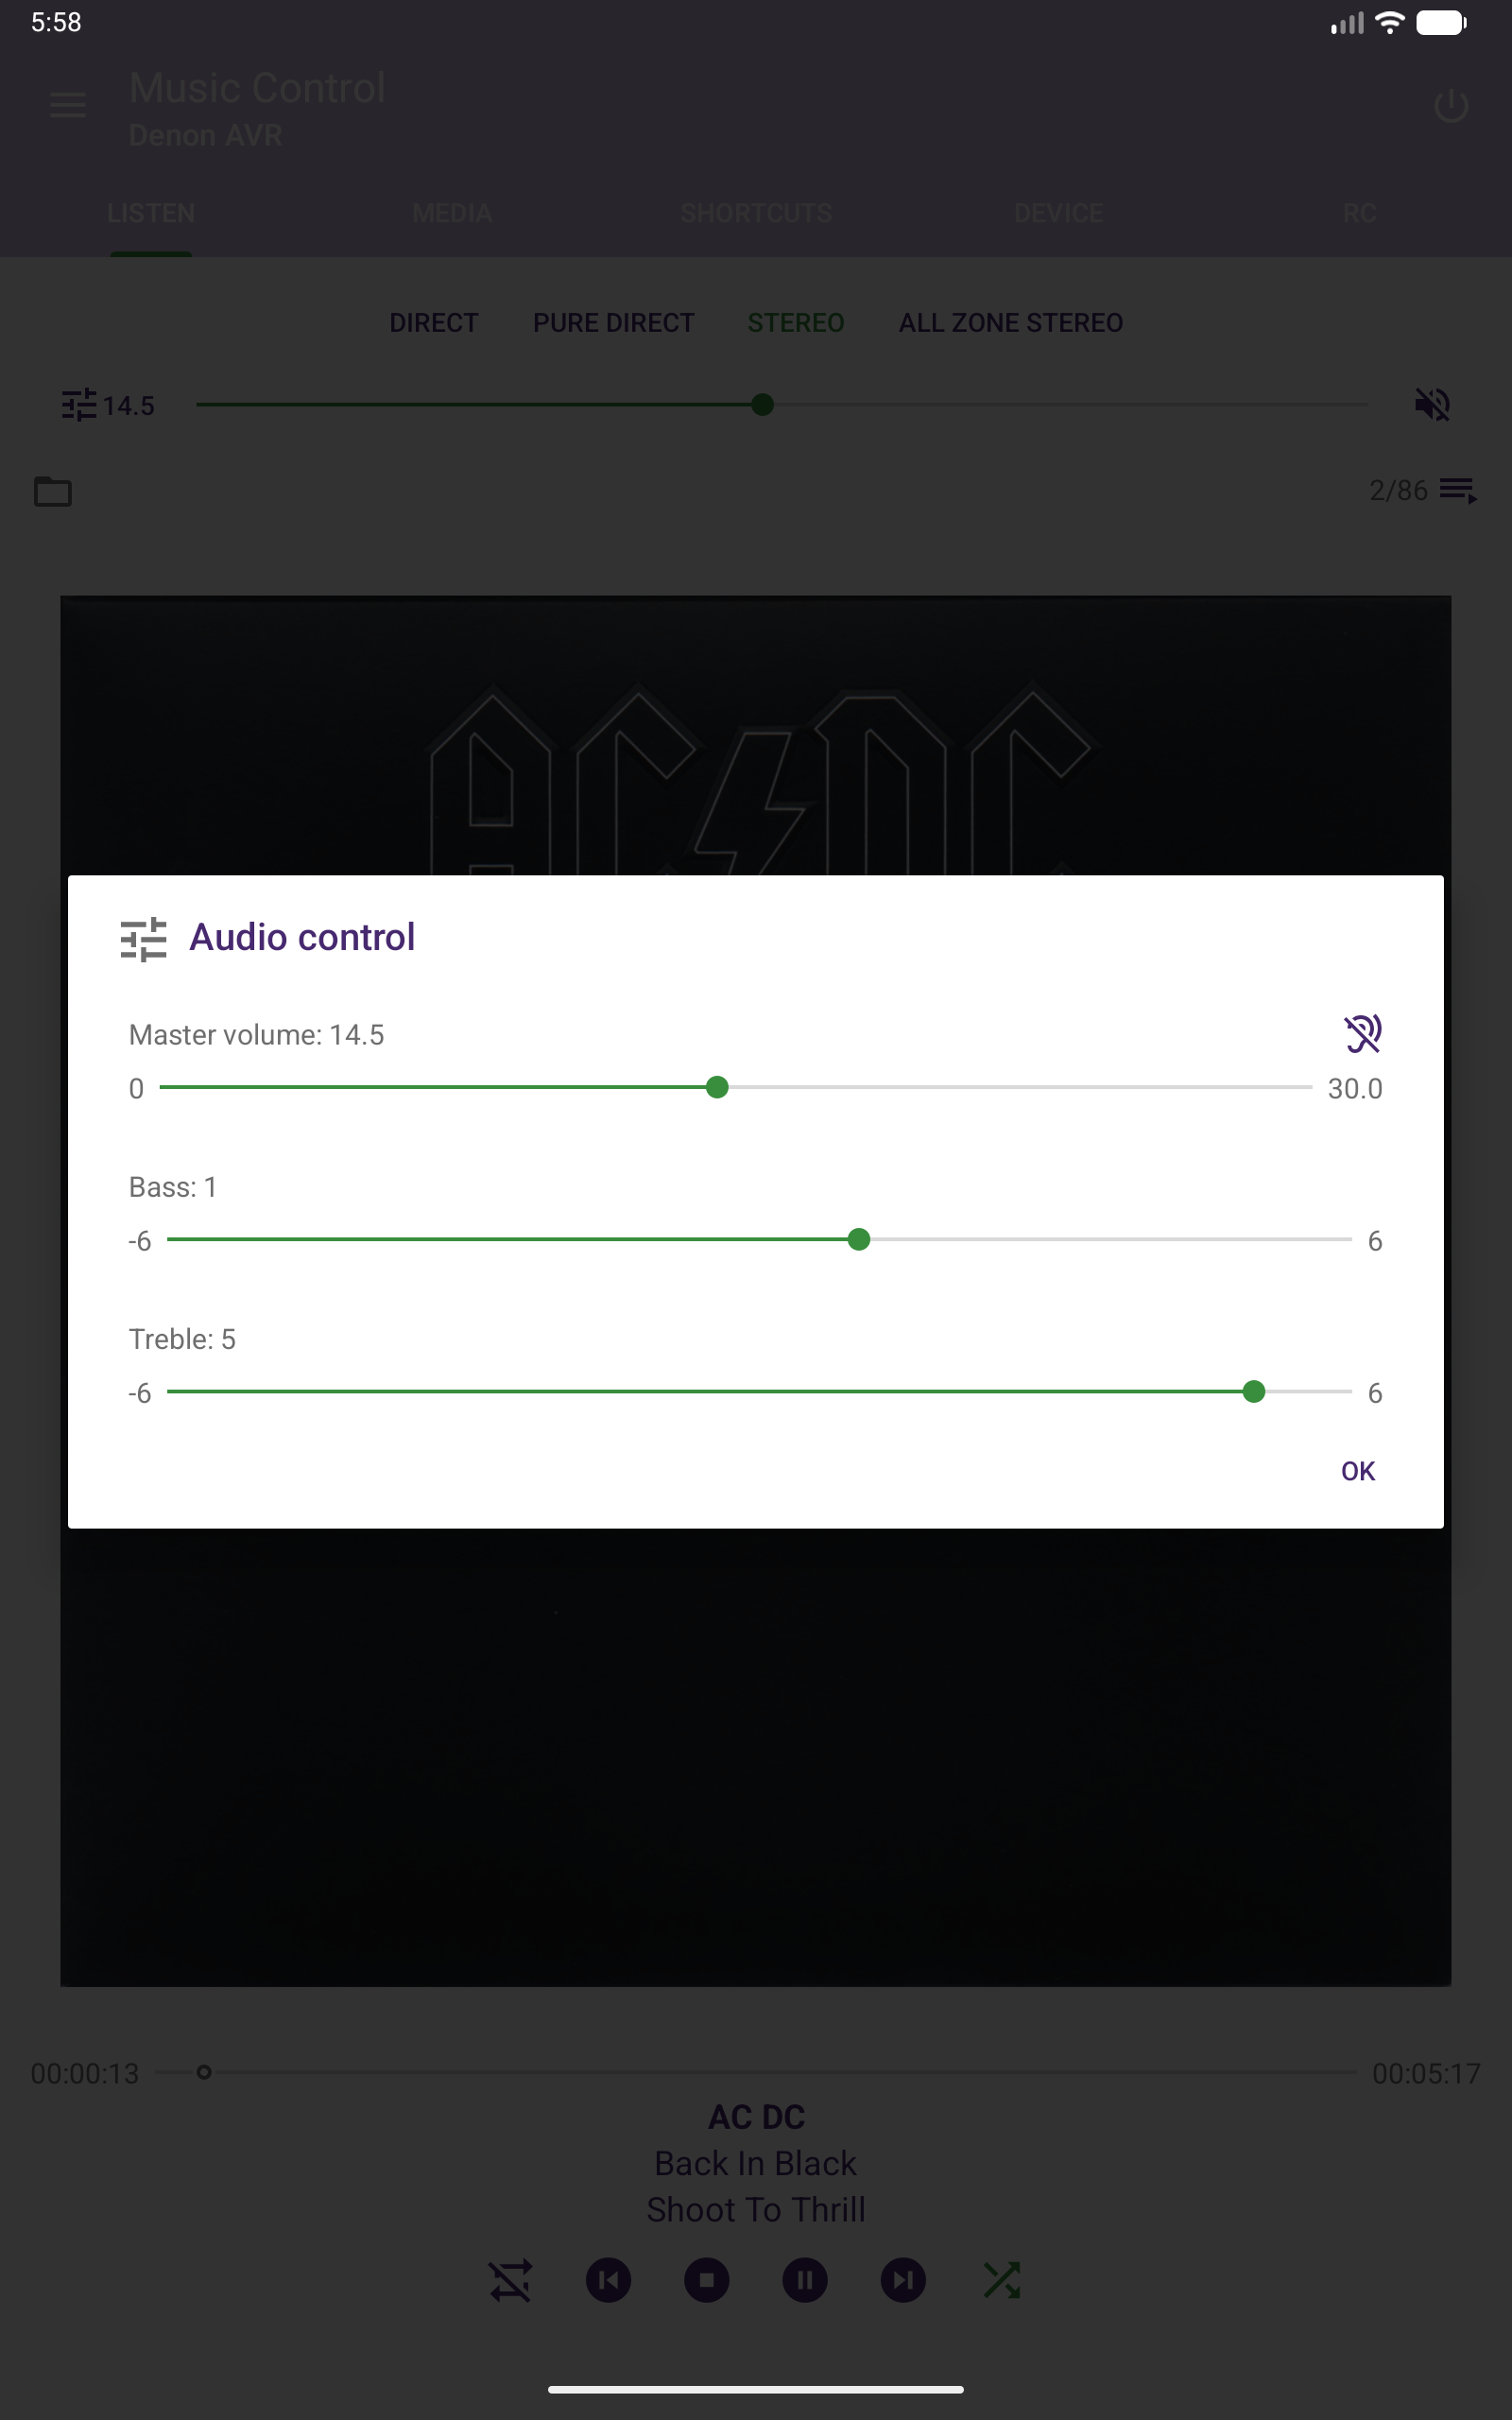 5:58
Music Control
Denon AVR
LISTEN MEDIA SHORTCUTS DEVICE RC
DIRECT PURE DIRECT STEREO ALL ZONE STEREO
14.5
2/86
AC DC
Audio control
Master volume: 14.5
0 30.0
Bass: 1
-6 6
Treble: 5
-6 6
OK
00:00:13 00:05:17
AC DC
Back In Black
Shoot To Thrill